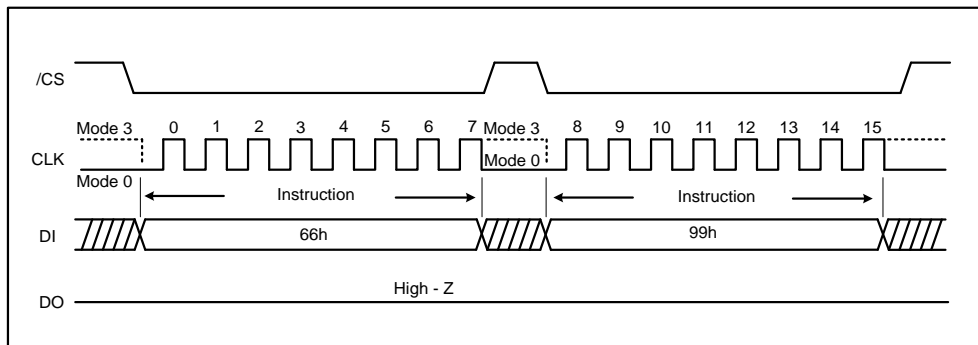 /CS
Mode 3 0 1 2 3 4 5 6 7 Mode 3 8 9 10 11 12 13 14 15
CLK
Mode 0 Mode 0
Instruction Instruction
DI 66h 99h
High - Z
DO